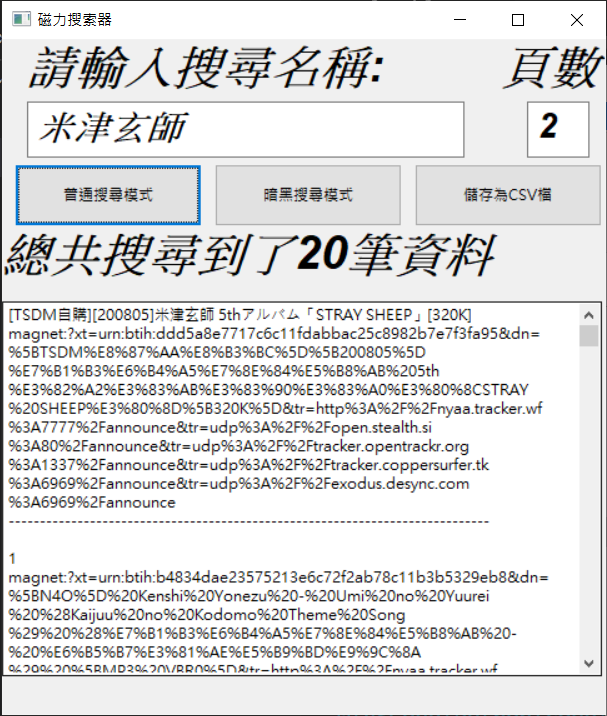 磁力搜索器
請輸入搜尋名稱: 頁數
米津玄師 2
普通搜尋模式 暗黑搜尋模式 儲存為CSV檔
總共搜尋到了20筆資料
[TSDM自購][200805]米津玄師 5thアルバム「STRAY SHEEP」[320K]
magnet:?xt=urn:btih:ddd5a8e7717c6c11fdabbac25c8982b7e7f3fa95&dn=
%5BTSDM%E8%87%AA%E8%B3%BC%5D%5B200805%5D
%E7%B1%B3%E6%B4%A5%E7%8E%84%E5%B8%AB%205th
%E3%82%A2%E3%83%AB%E3%83%90%E3%83%A0%E3%80%8CSTRAY
%20SHEEP%E3%80%8D%5B320K%5D&tr=http%3A%2F%2Fnyaa.tracker.wf
%3A7777%2Fannounce&tr=udp%3A%2F%2Fopen.stealth.si
%3A80%2Fannounce&tr=udp%3A%2F%2Ftracker.opentrackr.org
%3A1337%2Fannounce&tr=udp%3A%2F%2Ftracker.coppersurfer.tk
%3A6969%2Fannounce&tr=udp%3A%2F%2Fexodus.desync.com
%3A6969%2Fannounce
--------------------------------------------------------------------------------
1
magnet:?xt=urn:btih:b4834dae23575213e6c72f2ab78c11b3b5329eb8&dn=
%5BN4O%5D%20Kenshi%20Yonezu%20-%20Umi%20no%20Yuurei
%20%28Kaijuu%20no%20Kodomo%20Theme%20Song
%29%20%28%E7%B1%B3%E6%B4%A5%E7%8E%84%E5%B8%AB%20-
%20%E6%B5%B7%E3%81%AE%E5%B9%BD%E9%9C%8A
%29%20%5BMP3%20VBR0%5D&tr=http%3A%2F%2Fnyaa.tracker.wf